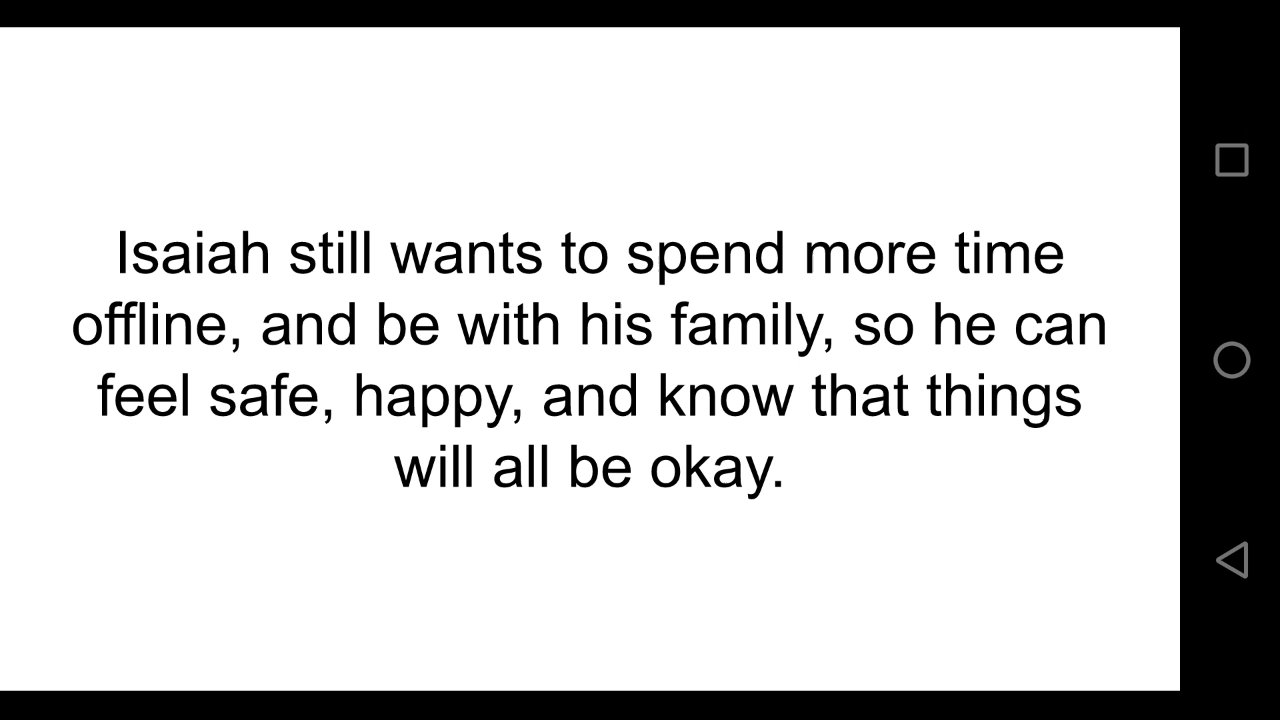 Isaiah still wants to spend more time
offline, and be with his family, so he can
feel safe, happy, and know that things
will all be okay.